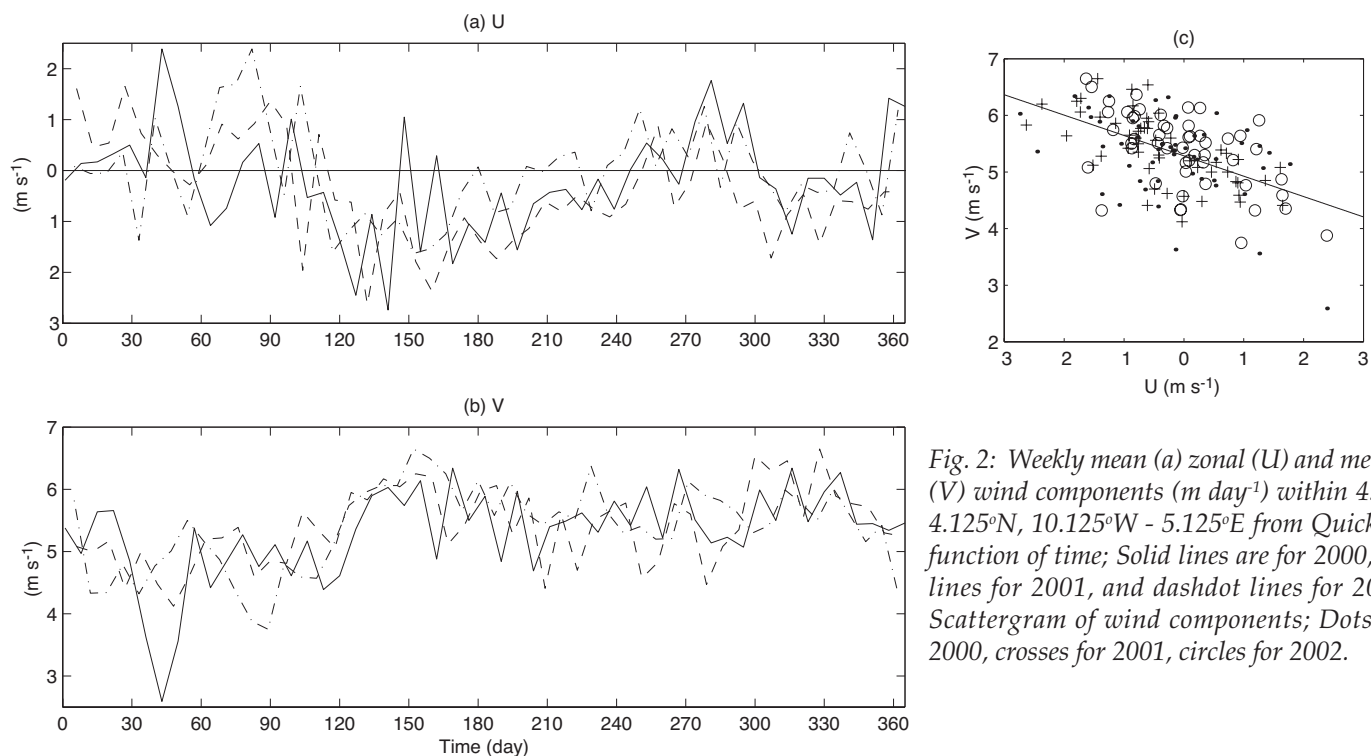 (a) U
2
1
0
1
2
3
(m s-1)
0 30 60 90 120 150 180 210 240 270 300 330 360
(b) V
7
6
5
4
3
(m s-1)
0 30 60 90 120 150 180 210 240 270 300 330 360
Time (day)
(c)
7
6
5
4
3
2
V (m s-1)
3 2 1 0 1 2 3
U (m s-1)
Fig. 2: Weekly mean (a) zonal (U) and me
(V) wind components (m day-1) within 4.
4.125oN, 10.125oW - 5.125oE from Quick
function of time; Solid lines are for 2000,
lines for 2001, and dashdot lines for 20
Scattergram of wind components; Dots
2000, crosses for 2001, circles for 2002.